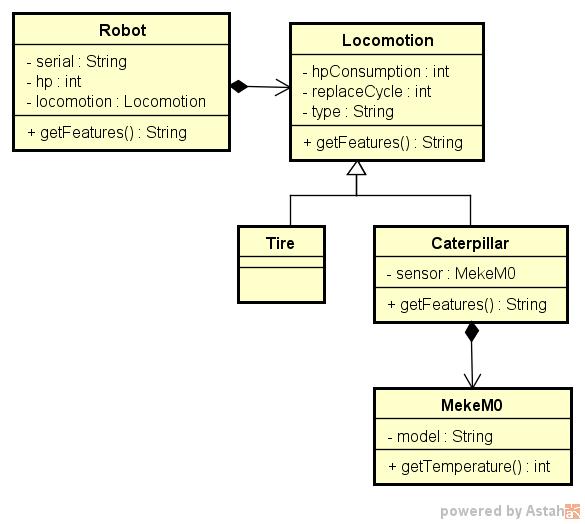 Robot
- serial : String
- hp : int
- locomotion : Locomotion
+ getFeatures() : String
Locomotion
- hpConsumption : int
- replaceCycle : int
- type : String
+ getFeatures() : String
Tire
Caterpillar
- sensor : MekeM0
+ getFeatures() : String
MekeM0
- model : String
+ getTemperature() : int
powered by Astah